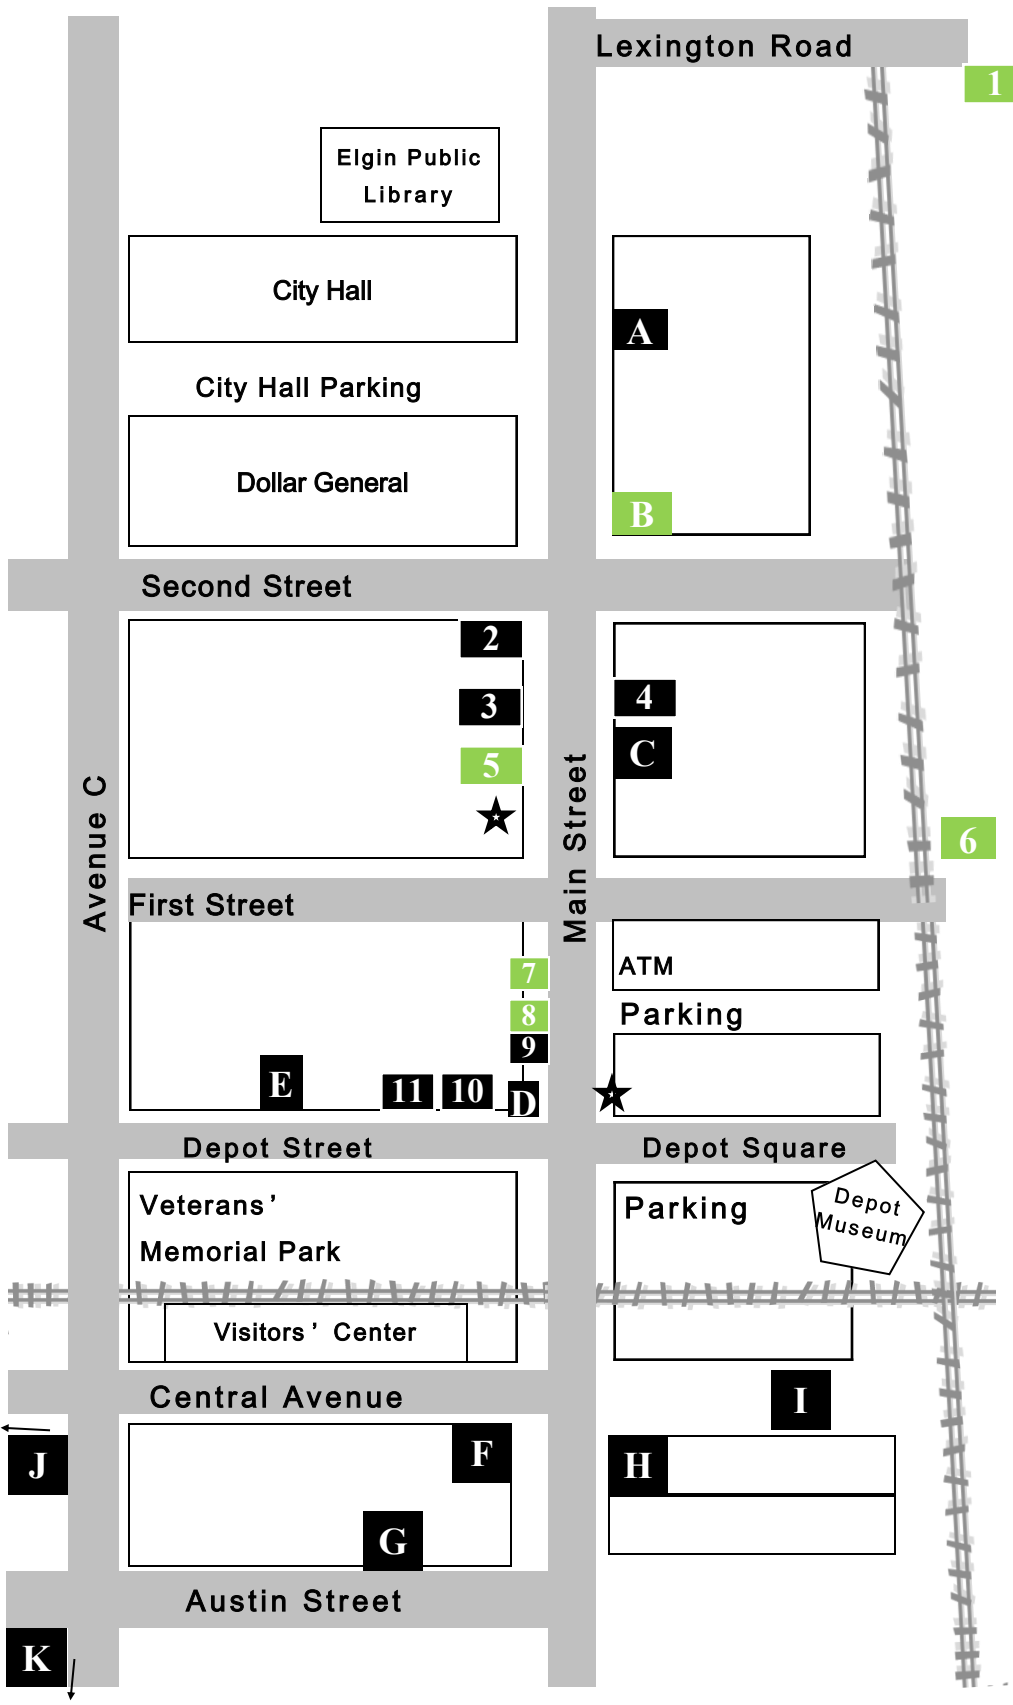 Lexington Road
1
Elgin Public
Library
City Hall
A
City Hall Parking
Dollar General
B
Second Street
2
3
4
5
C
Avenue C
Main Street
6
First Street
7
ATM
8
Parking
9
E
11
10
D
Depot Street
Depot Square
Veterans’
Memorial Park
Parking
Depot
Museum
Visitors’ Center
Central Avenue
I
J
F
H
G
Austin Street
K